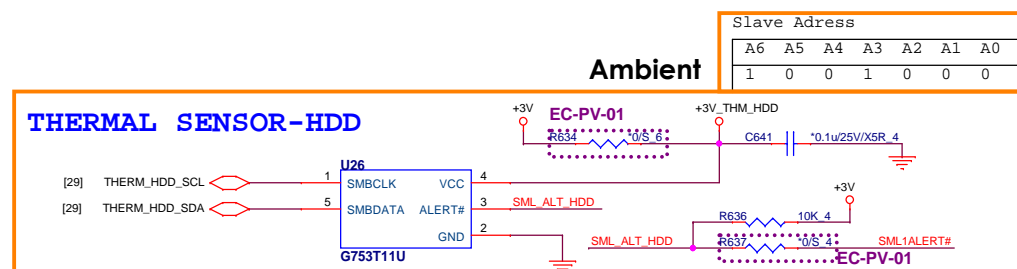 Slave Adress
A6 A5 A4 A3 A2 A1 A0
Ambient
1 0 0 1 0 0 0
THERMAL SENSOR-HDD
+3V
EC-PV-01
+3V_THM_HDD
R634
*0/S_6
C641
*0.1u/25V/X5R_4
U26
[29] THERM_HDD_SCL
1
SMBCLK
VCC
4
[29] THERM_HDD_SDA
5
SMBDATA
ALERT#
3
SML_ALT_HDD
GND
2
G753T11U
+3V
R636
10K_4
SML_ALT_HDD
R637
*0/S_4
SML1ALERT#
EC-PV-01